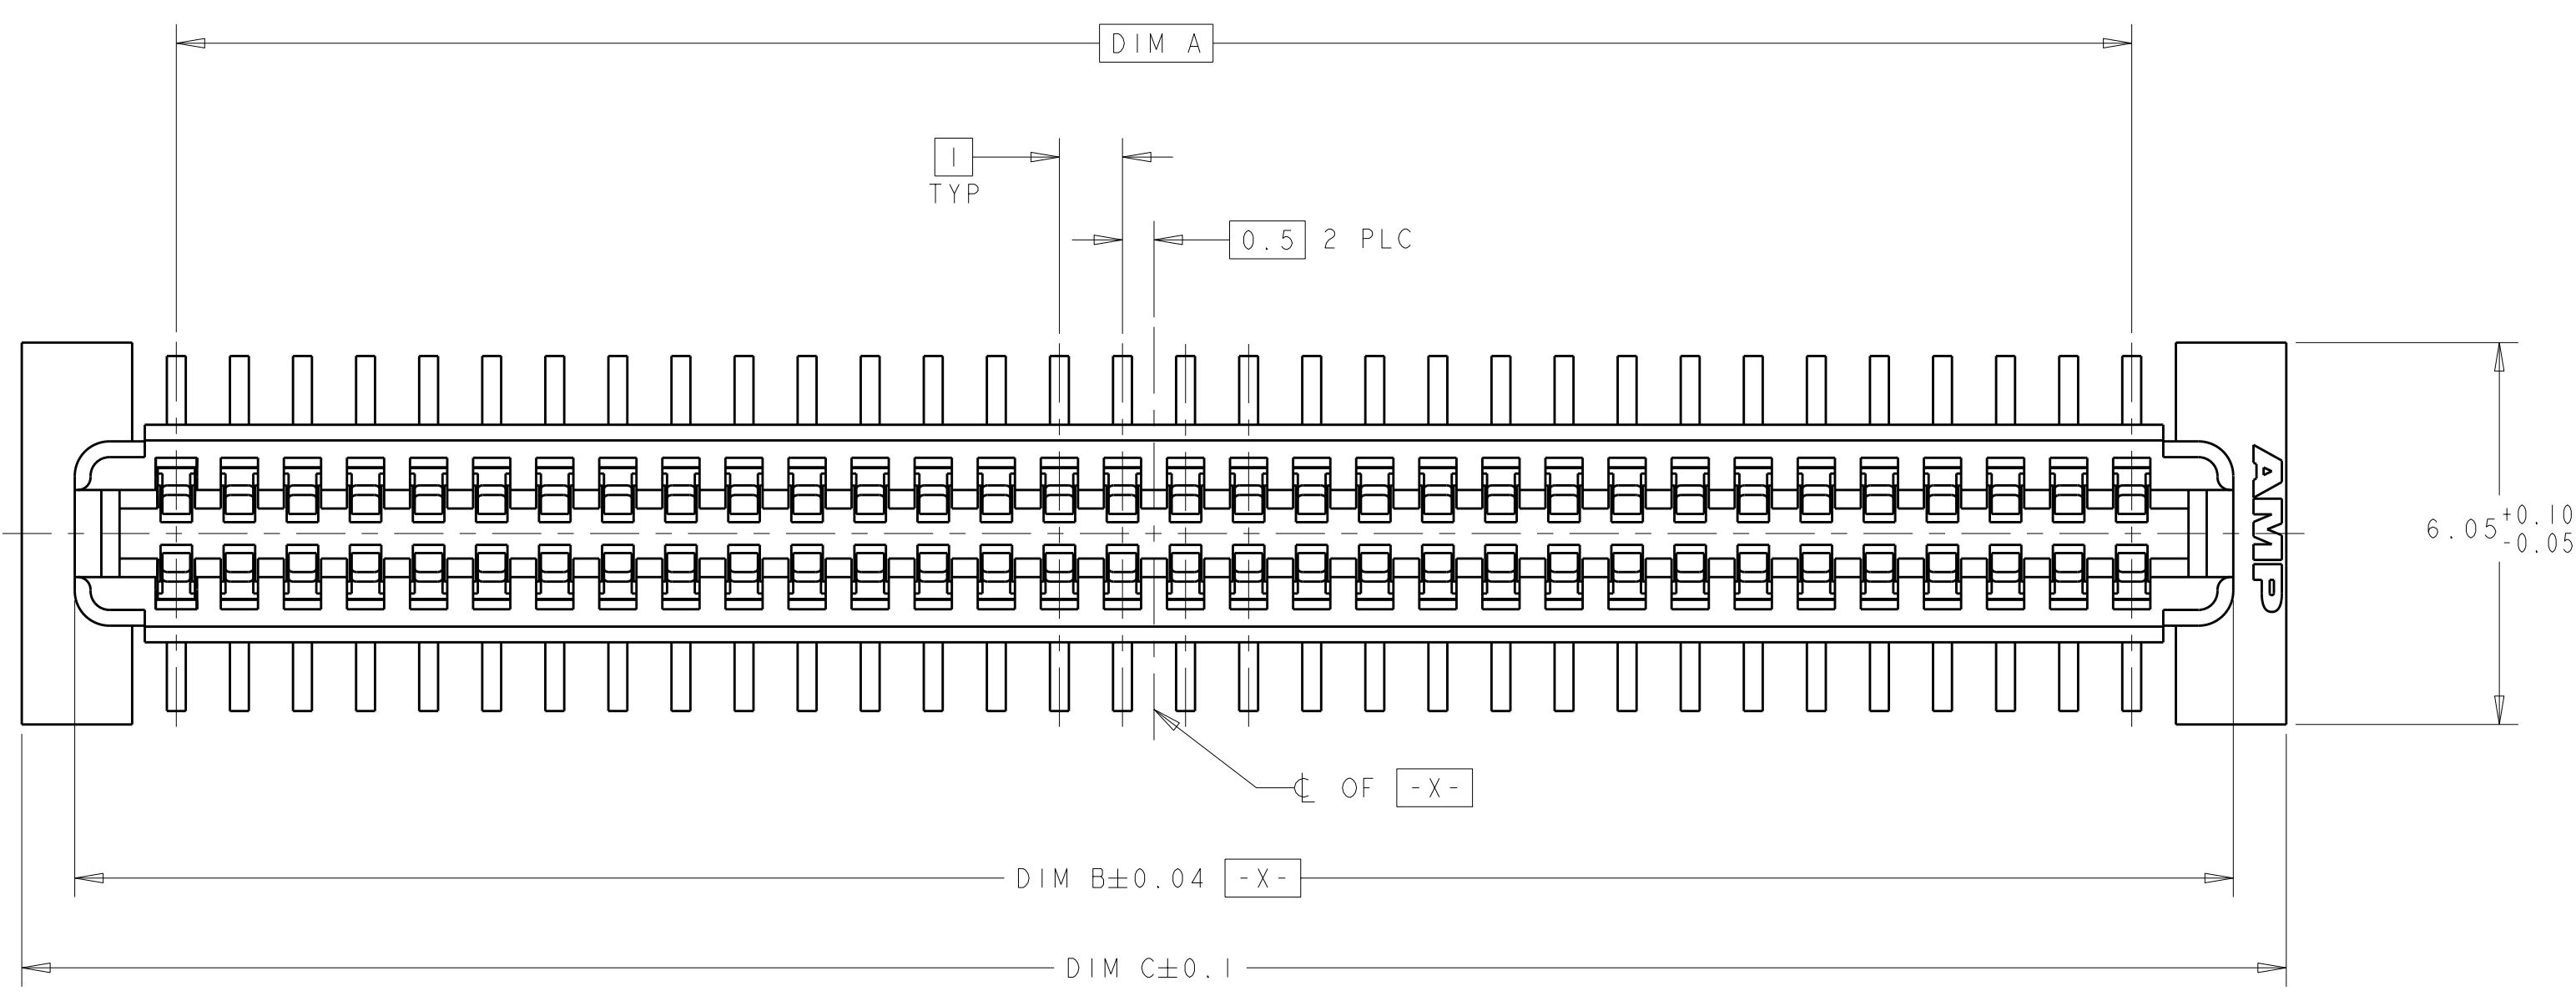 DIM A
1
TYP
0.5 2 PLC
AMP
6.05 +0.10
-0.05
℄ OF -X-
DIM B±0.04 -X-
DIM C±0.1